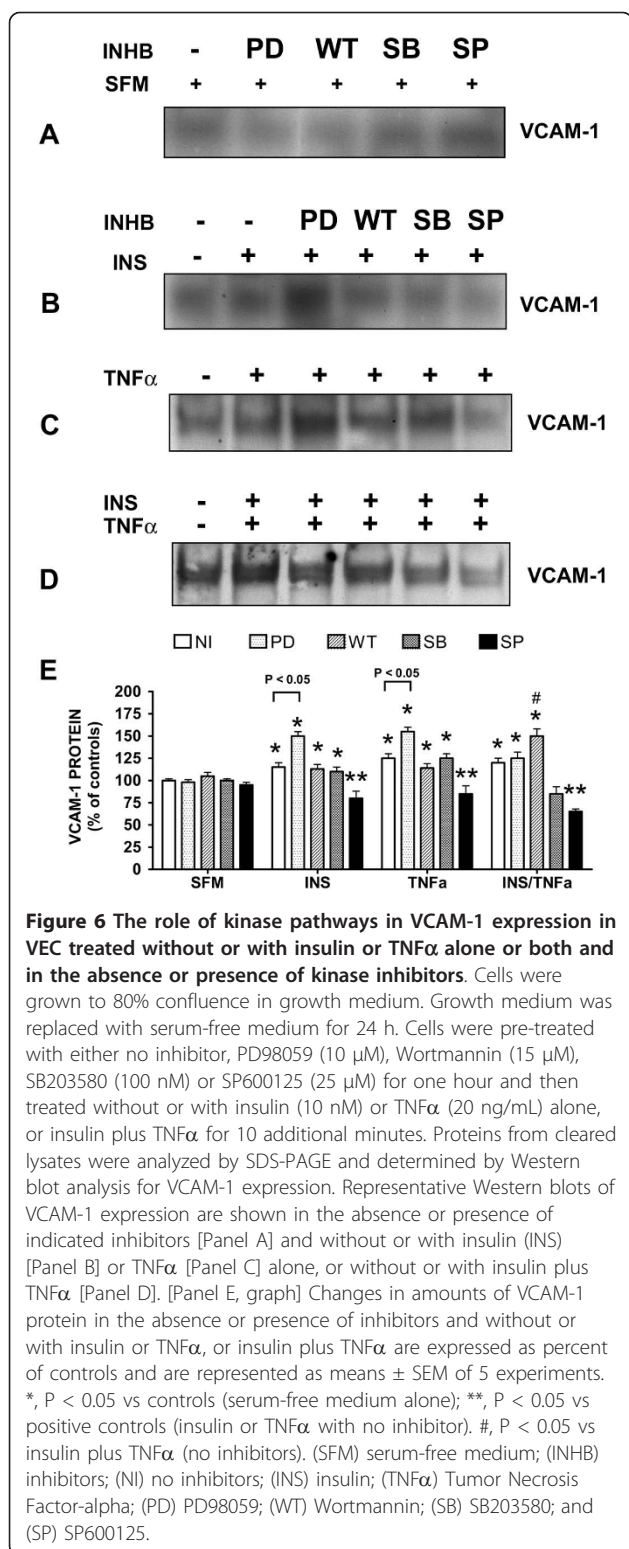 INHB - PD WT SB SP
SFM + + + + +
A VCAM-1
INHB - - PD WT SB SP
INS - + + + + +
B VCAM-1
TNFα - + + + + +
C VCAM-1
INS - + + + + +
TNFα - + + + + +
D VCAM-1
NI PD WT SB SP
E
P < 0.05 P < 0.05
#
* * * * ** * * * * ** * * * **
VCAM-1 PROTEIN
(% of controls)
200
175
150
125
100
75
50
25
0
SFM INS TNFa INS/TNFa
Figure 6 The role of kinase pathways in VCAM-1 expression in
VEC treated without or with insulin or TNFα alone or both and
in the absence or presence of kinase inhibitors. Cells were
grown to 80% confluence in growth medium. Growth medium was
replaced with serum-free medium for 24 h. Cells were pre-treated
with either no inhibitor, PD98059 (10 μM), Wortmannin (15 μM),
SB203580 (100 nM) or SP600125 (25 μM) for one hour and then
treated without or with insulin (10 nM) or TNFα (20 ng/mL) alone,
or insulin plus TNFα for 10 additional minutes. Proteins from cleared
lysates were analyzed by SDS-PAGE and determined by Western
blot analysis for VCAM-1 expression. Representative Western blots of
VCAM-1 expression are shown in the absence or presence of
indicated inhibitors [Panel A] and without or with insulin (INS)
[Panel B] or TNFα [Panel C] alone, or without or with insulin plus
TNFα [Panel D]. [Panel E, graph] Changes in amounts of VCAM-1
protein in the absence or presence of inhibitors and without or
with insulin or TNFα, or insulin plus TNFα are expressed as percent
of controls and are represented as means ± SEM of 5 experiments.
*, P < 0.05 vs controls (serum-free medium alone); **, P < 0.05 vs
positive controls (insulin or TNFα with no inhibitor). #, P < 0.05 vs
insulin plus TNFα (no inhibitors). (SFM) serum-free medium; (INHB)
inhibitors; (NI) no inhibitors; (INS) insulin; (TNFα) Tumor Necrosis
Factor-alpha; (PD) PD98059; (WT) Wortmannin; (SB) SB203580; and
(SP) SP600125.